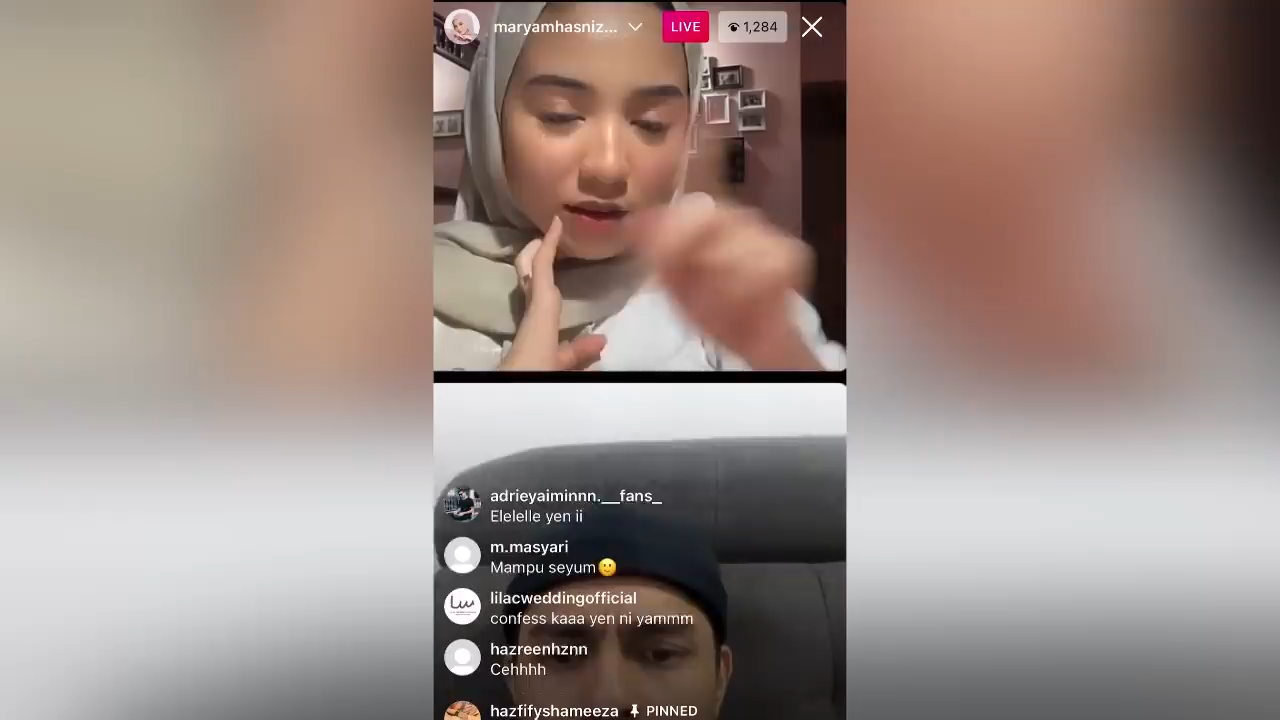 maryamhasniz...
LIVE
1,284
adrieyaiminnn.__fans_
Elelelle yen ii
m.masyari
Mampu seyum🙂
lilacweddingofficial
confess kaaa yen ni yammm
hazreenhznn
Cehhhh
hazfifyshameeza PINNED